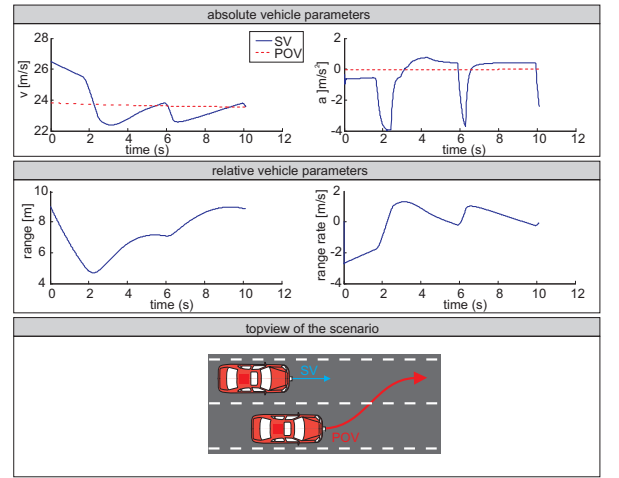 absolute vehicle parameters
28
26
24
22
v [m/s]
0 2 4 6 8 10 12
time (s)
SV
POV
2
0
-2
-4
a ]m/s²]
0 2 4 6 8 10 12
time (s)
relative vehicle parameters
10
8
6
4
range [m]
0 2 4 6 8 10 12
time (s)
2
0
-2
-4
range rate [m/s]
0 2 4 6 8 10 12
time (s)
topview of the scenario
SV
POV